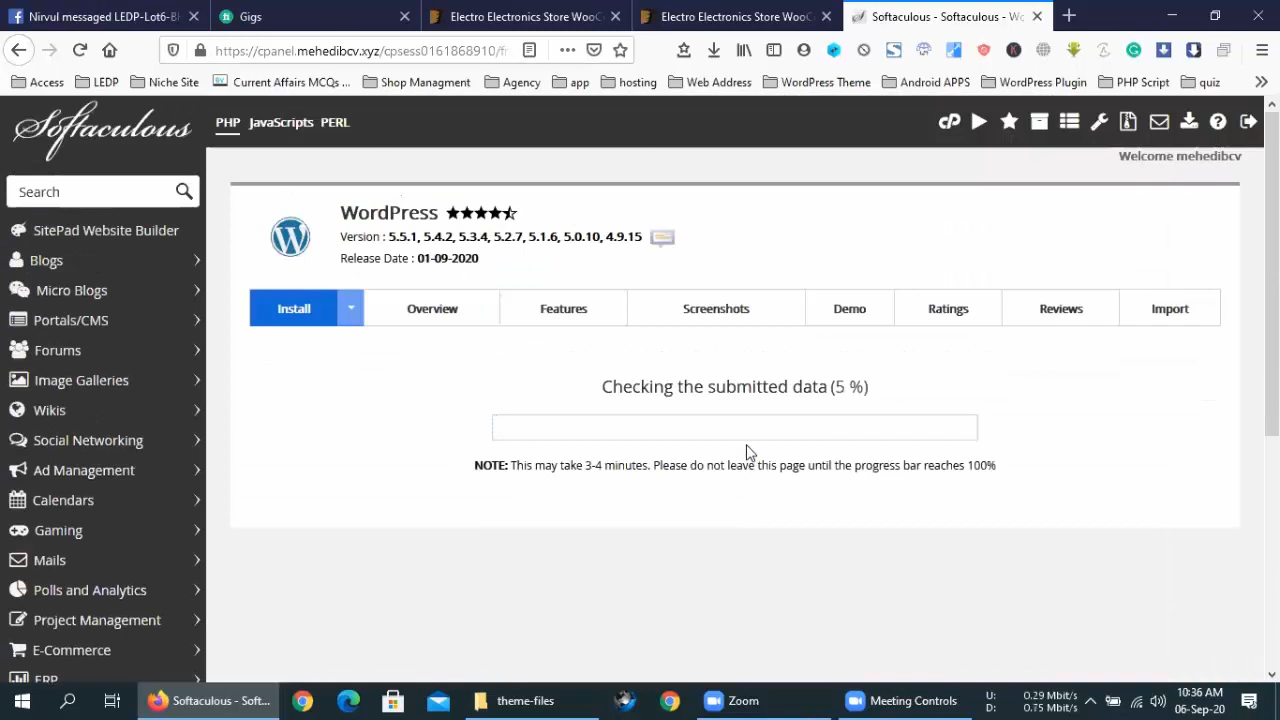 Nirvul messaged LEDP-Lot6-B
Gigs
Electro Electronics Store WooC
Electro Electronics Store WooC
Softaculous - Softaculous - Wo
https://cpanel.mehedibcv.xyz/cpsess0161868910/f
Access
LEDP
Niche Site
Current Affairs MCQs ...
Shop Managment
Agency
app
hosting
Web Address
WordPress Theme
Android APPS
WordPress Plugin
PHP Script
quiz
Softaculous
PHP JavaScripts PERL
Welcome mehedibcv
Search
SitePad Website Builder
Blogs
Micro Blogs
Portals/CMS
Forums
Image Galleries
Wikis
Social Networking
Ad Management
Calendars
Gaming
Mails
Polls and Analytics
Project Management
E-Commerce
ERP
WordPress
Version : 5.5.1, 5.4.2, 5.3.4, 5.2.7, 5.1.6, 5.0.10, 4.9.15
Release Date : 01-09-2020
Install
Overview
Features
Screenshots
Demo
Ratings
Reviews
Import
Checking the submitted data (5 %)
NOTE: This may take 3-4 minutes. Please do not leave this page until the progress bar reaches 100%
Softaculous - Soft...
theme-files
Zoom
Meeting Controls
U: 0.29 Mbit/s
D: 0.75 Mbit/s
10:36 AM
06-Sep-20